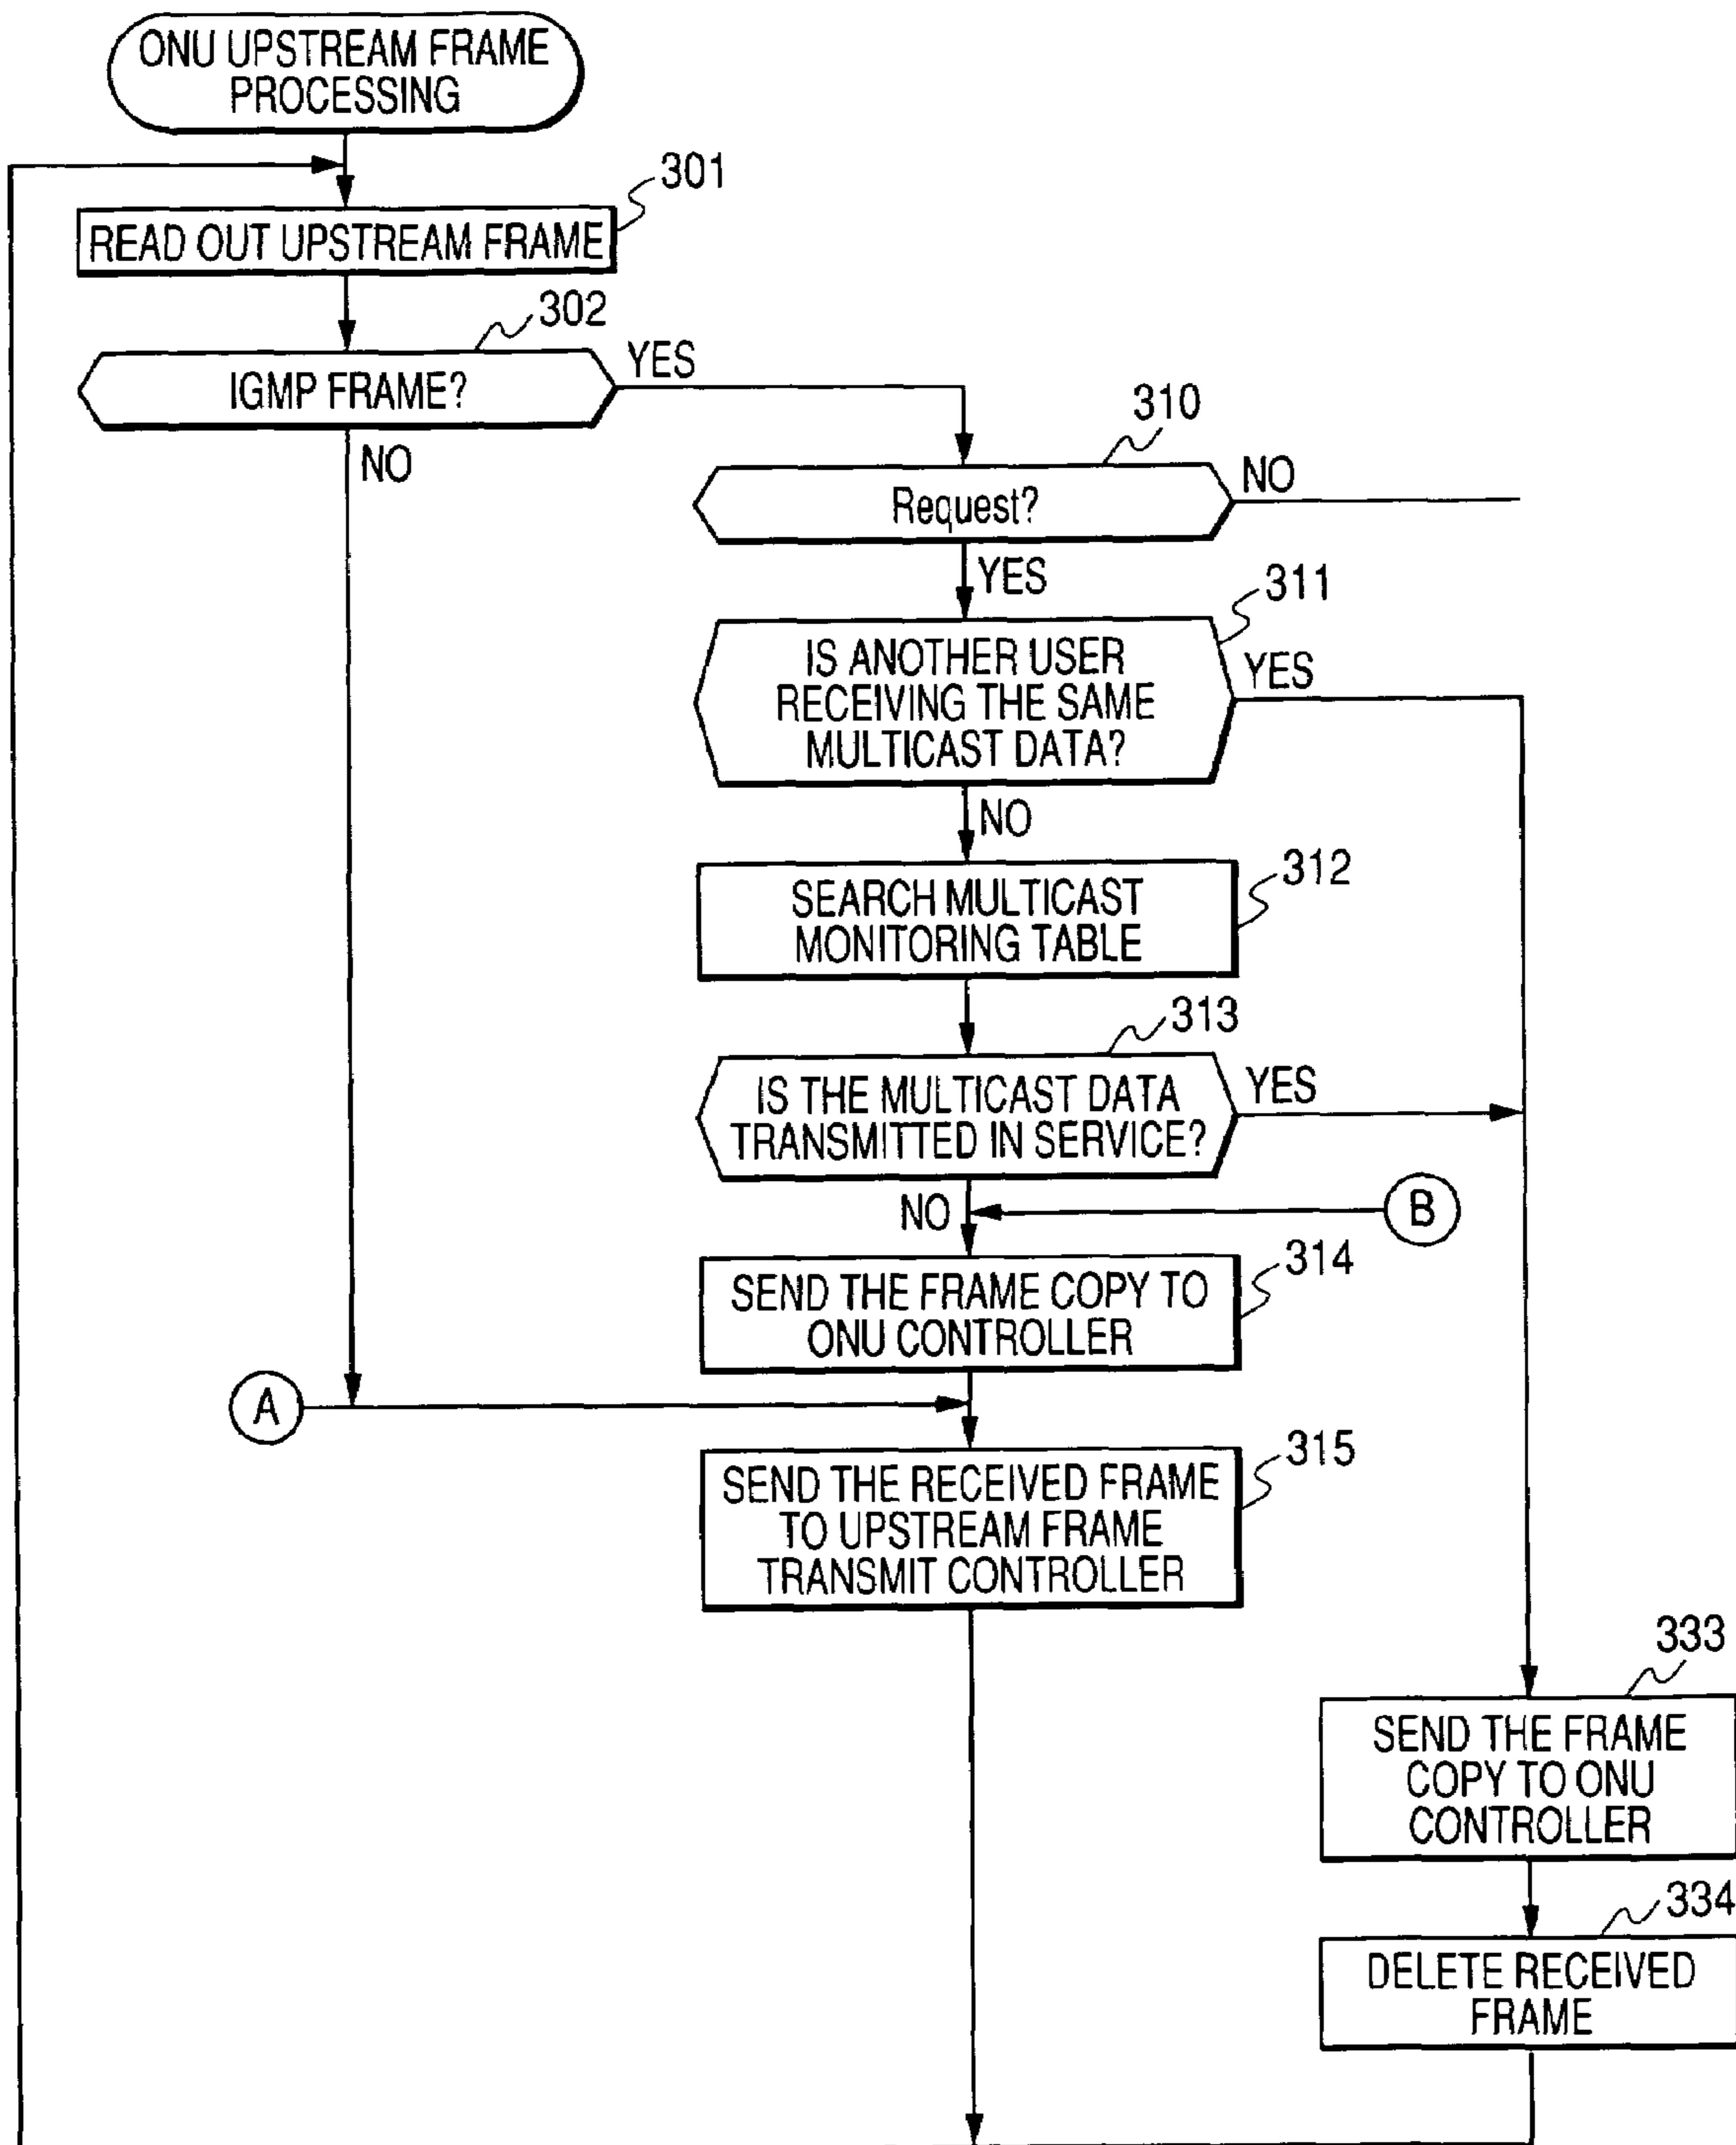 ONU UPSTREAM FRAME
PROCESSING
301
READ OUT UPSTREAM FRAME
302
IGMP FRAME?
YES
NO
310
Request?
NO
YES
311
IS ANOTHER USER
RECEIVING THE SAME
MULTICAST DATA?
YES
NO
312
SEARCH MULTICAST
MONITORING TABLE
313
IS THE MULTICAST DATA
TRANSMITTED IN SERVICE?
YES
NO
B
314
SEND THE FRAME COPY TO
ONU CONTROLLER
A
315
SEND THE RECEIVED FRAME
TO UPSTREAM FRAME
TRANSMIT CONTROLLER
333
SEND THE FRAME
COPY TO ONU
CONTROLLER
334
DELETE RECEIVED
FRAME